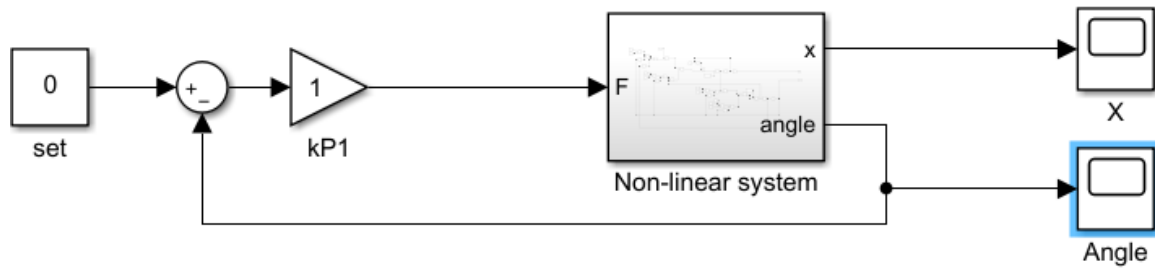 0
set
+
−
1
kP1
F
x
angle
Non-linear system
X
Angle